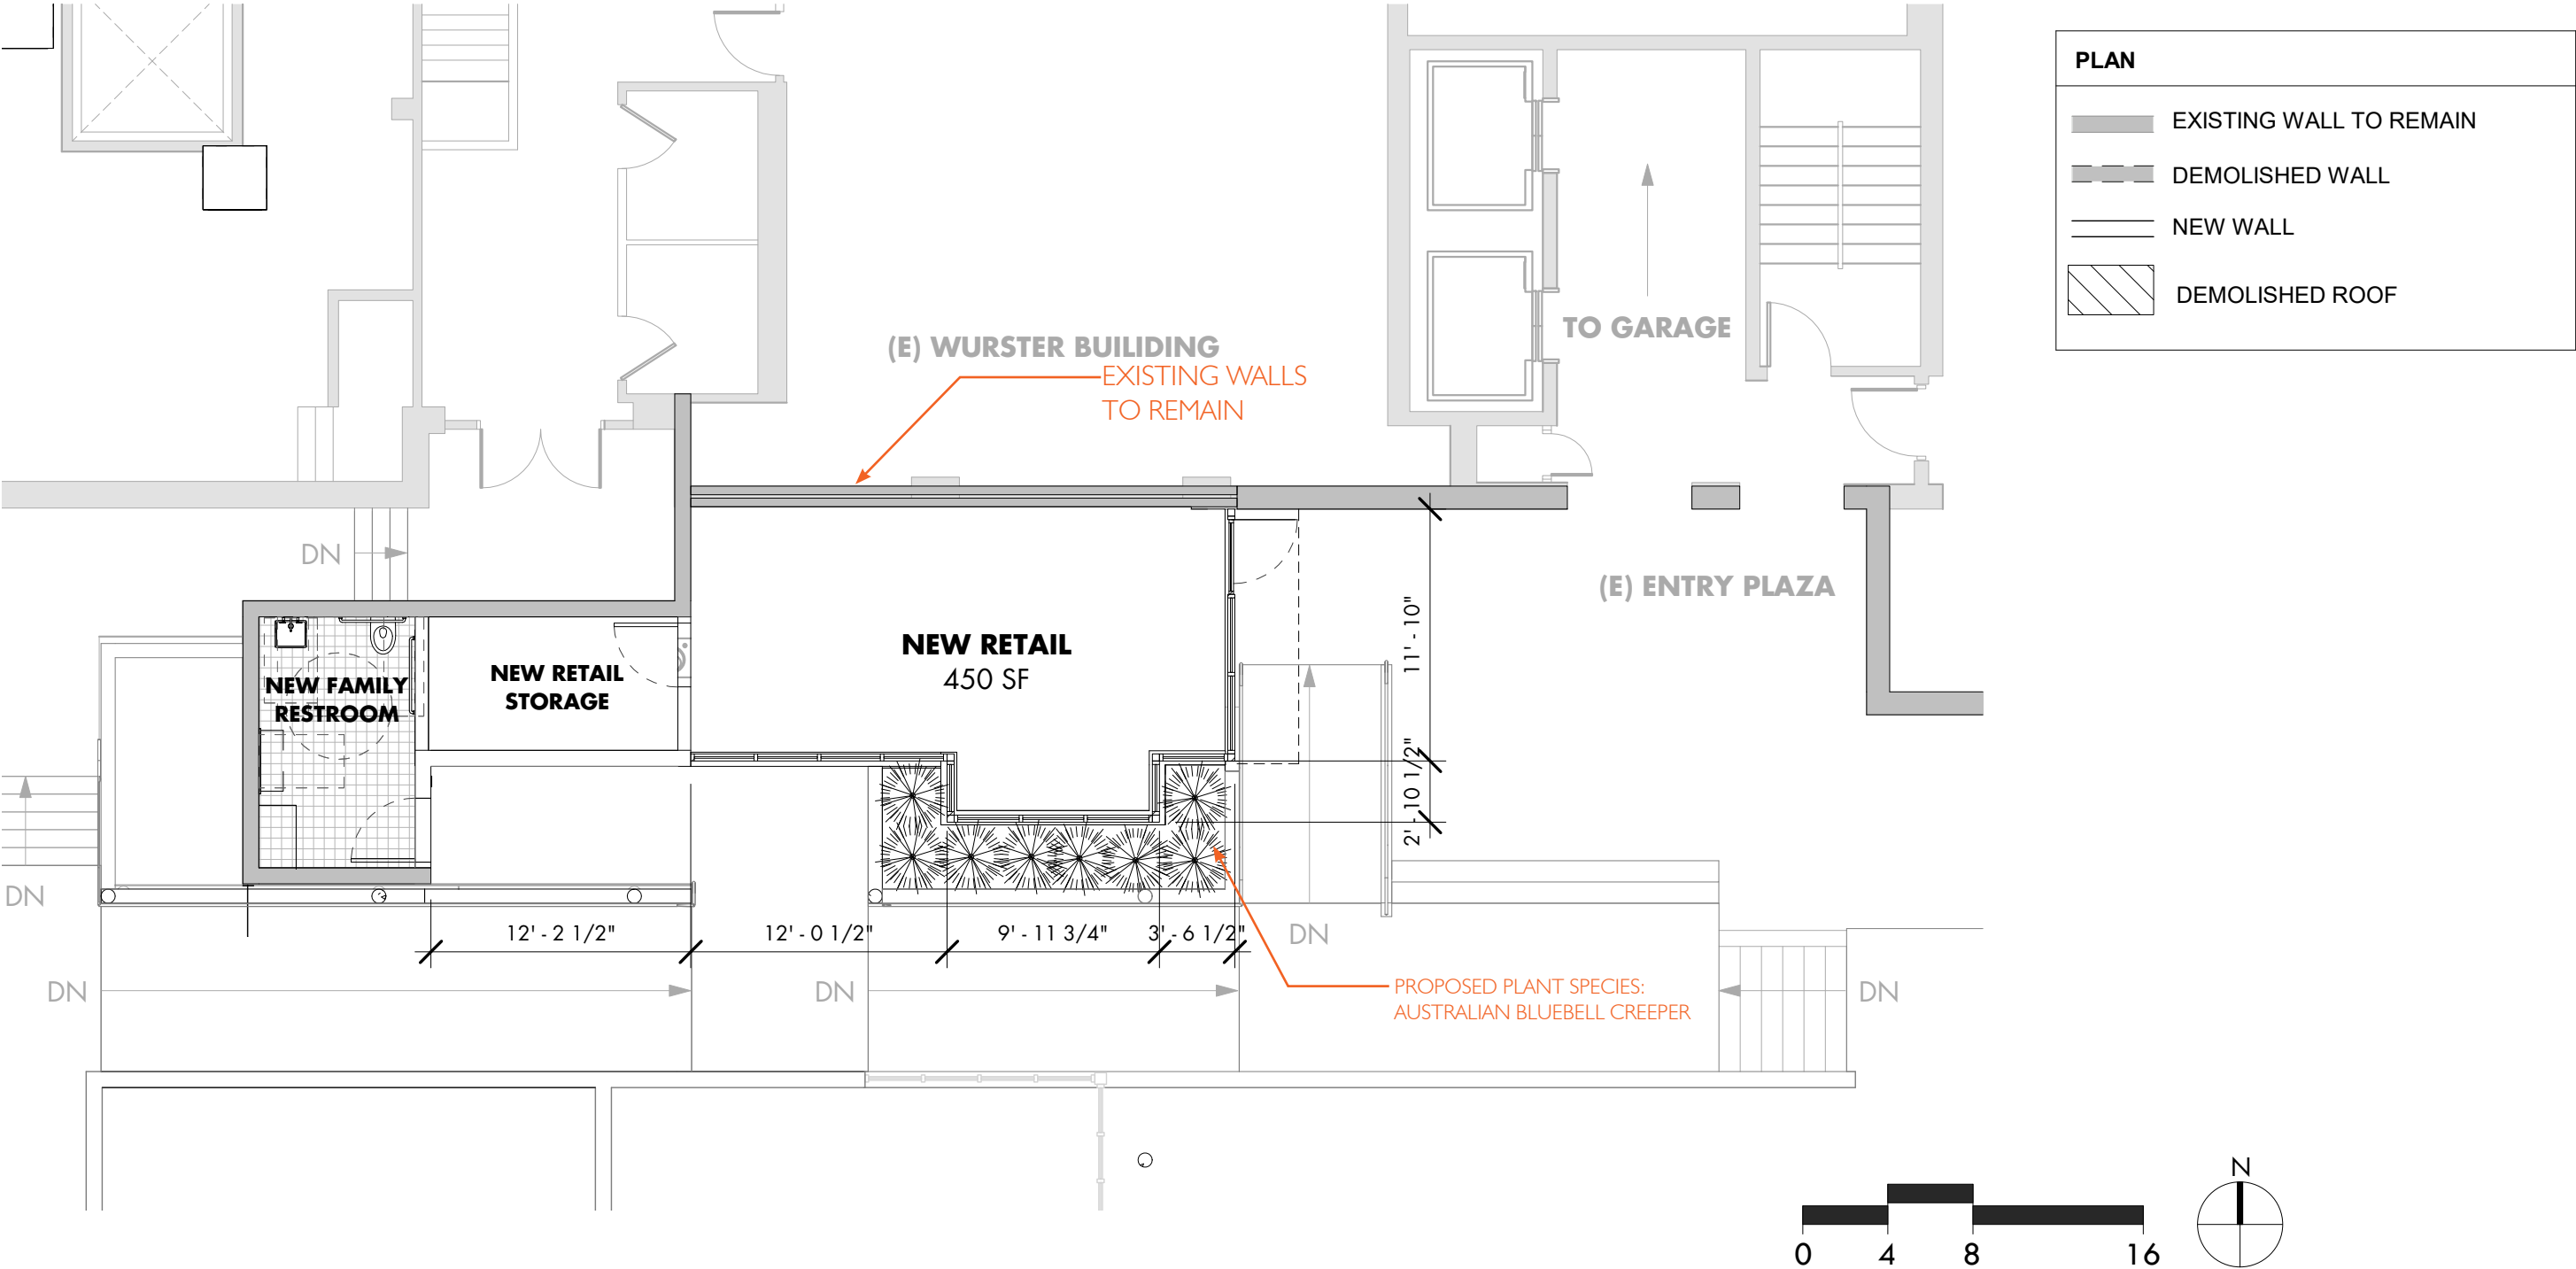 PLAN
EXISTING WALL TO REMAIN
DEMOLISHED WALL
NEW WALL
DEMOLISHED ROOF
TO GARAGE
(E) WURSTER BUILIDING
EXISTING WALLS
TO REMAIN
DN
(E) ENTRY PLAZA
11' - 10"
NEW RETAIL
450 SF
NEW RETAIL
STORAGE
NEW FAMILY
RESTROOM
2' - 10 1/2"
DN
12' - 2 1/2"
12' - 0 1/2"
9' - 11 3/4"
3' - 6 1/2"
DN
DN
DN
PROPOSED PLANT SPECIES:
AUSTRALIAN BLUEBELL CREEPER
DN
N
0 4 8 16